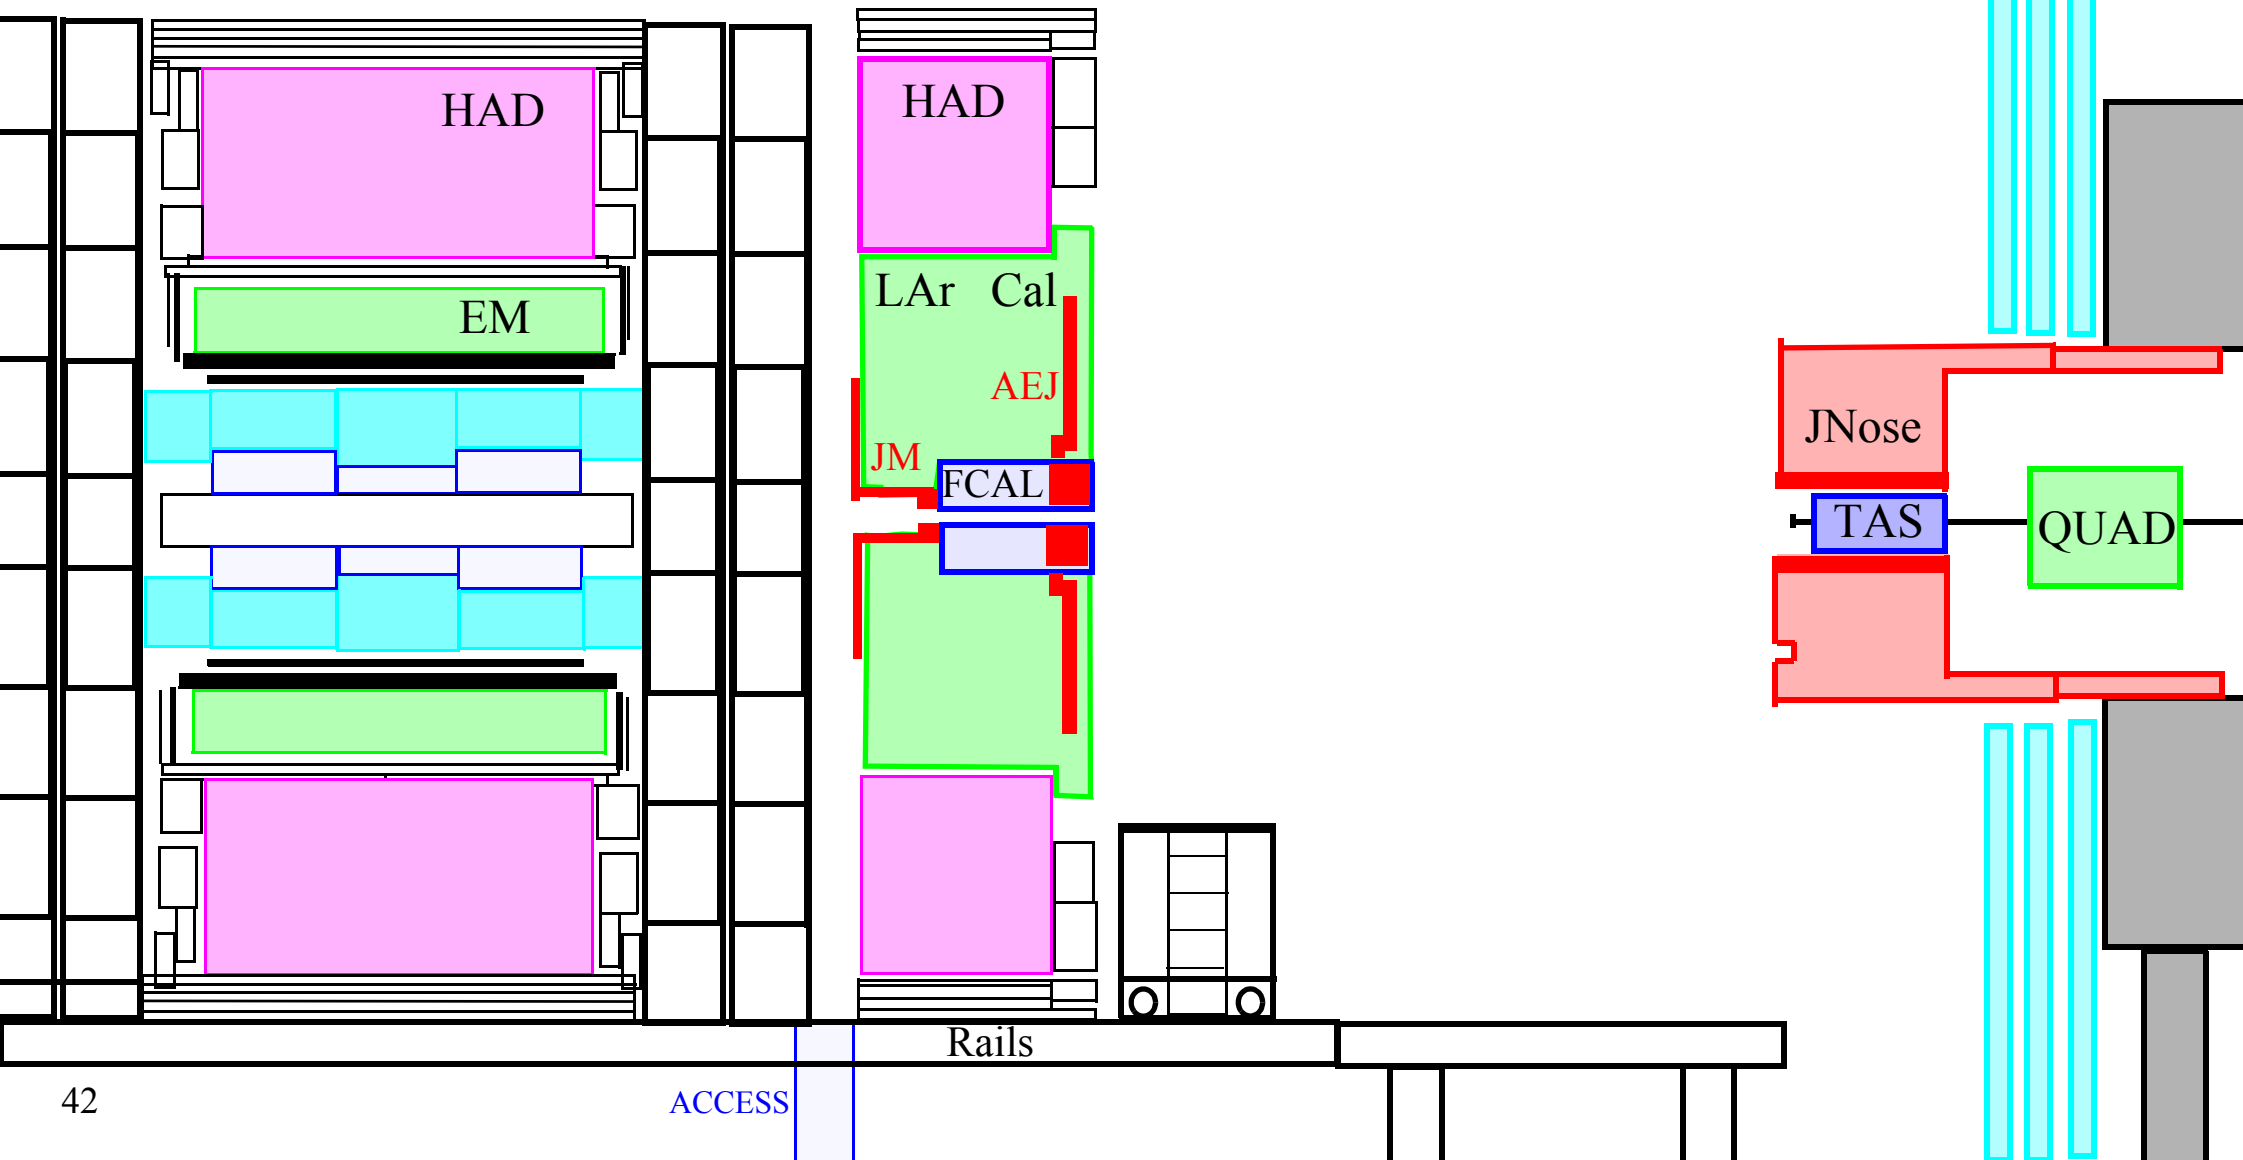 HAD
HAD
EM
LAr Cal
AEJ
JM
FCAL
JNose
TAS
QUAD
Rails
ACCESS
42